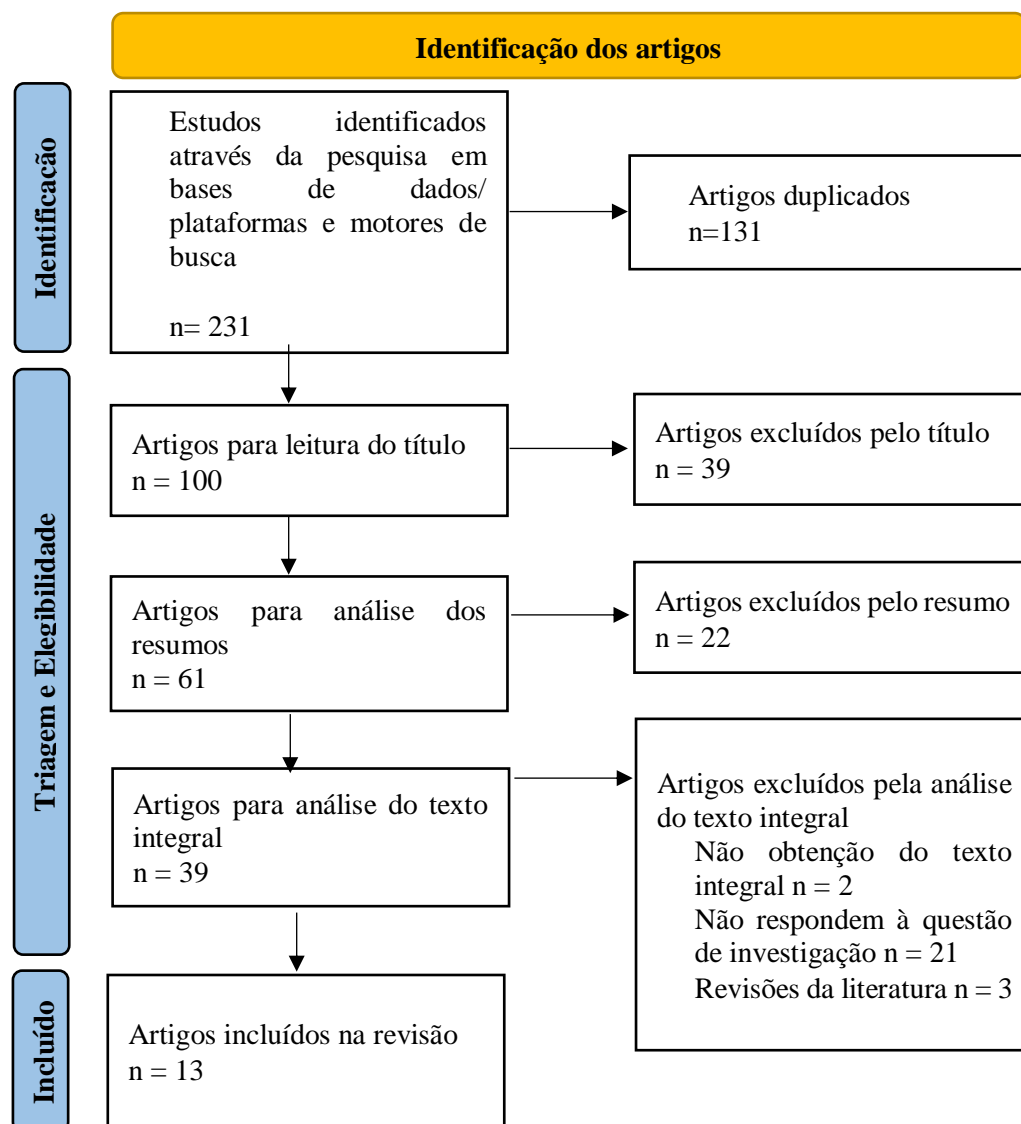 Identificação dos artigos
Identificação
Estudos identificados
através da pesquisa em
bases de dados/
plataformas e motores de
busca
n= 231
Artigos duplicados
n=131
Triagem e Elegibilidade
Artigos para leitura do título
n = 100
Artigos excluídos pelo título
n = 39
Artigos para análise dos
resumos
n = 61
Artigos excluídos pelo resumo
n = 22
Artigos para análise do texto
integral
n = 39
Artigos excluídos pela análise
do texto integral
Não obtenção do texto
integral n = 2
Não respondem à questão
de investigação n = 21
Revisões da literatura n = 3
Incluído
Artigos incluídos na revisão
n = 13